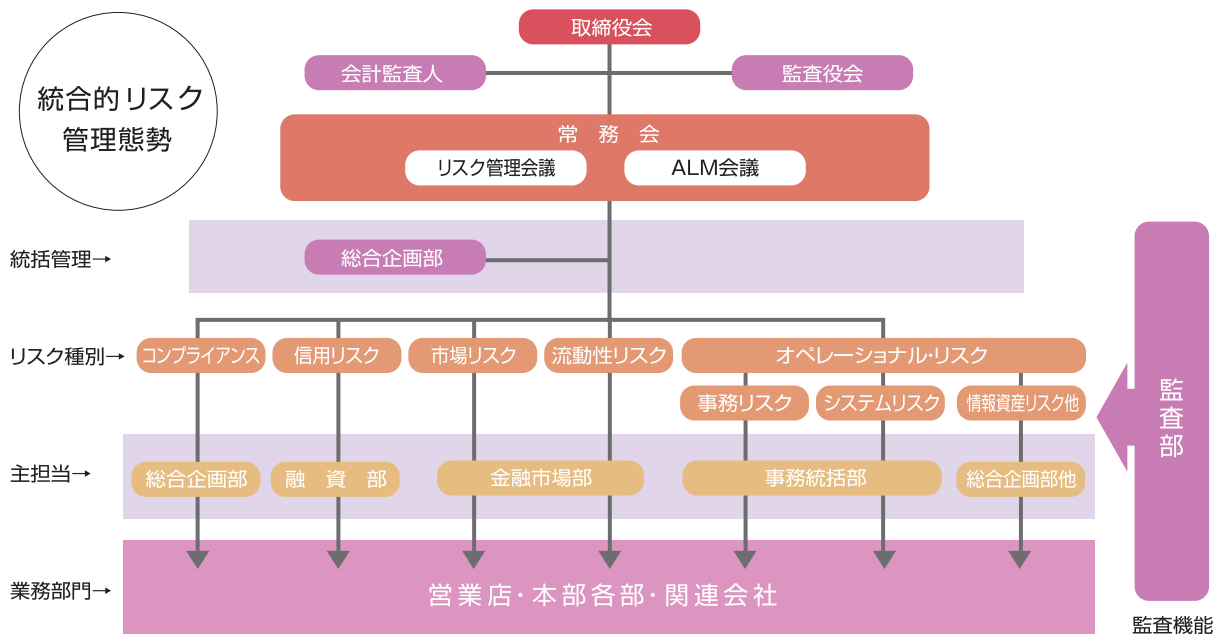 取締役会
会計監査人
監査役会
統合的リスク
管理態勢
常務会
リスク管理会議
ALM会議
統括管理→
総合企画部
リスク種別→
コンプライアンス
信用リスク
市場リスク
流動性リスク
オペレーショナル・リスク
事務リスク
システムリスク
情報資産リスク他
主担当→
総合企画部
融資部
金融市場部
事務統括部
総合企画部他
業務部門→
営業店・本部各部・関連会社
監査部
監査機能